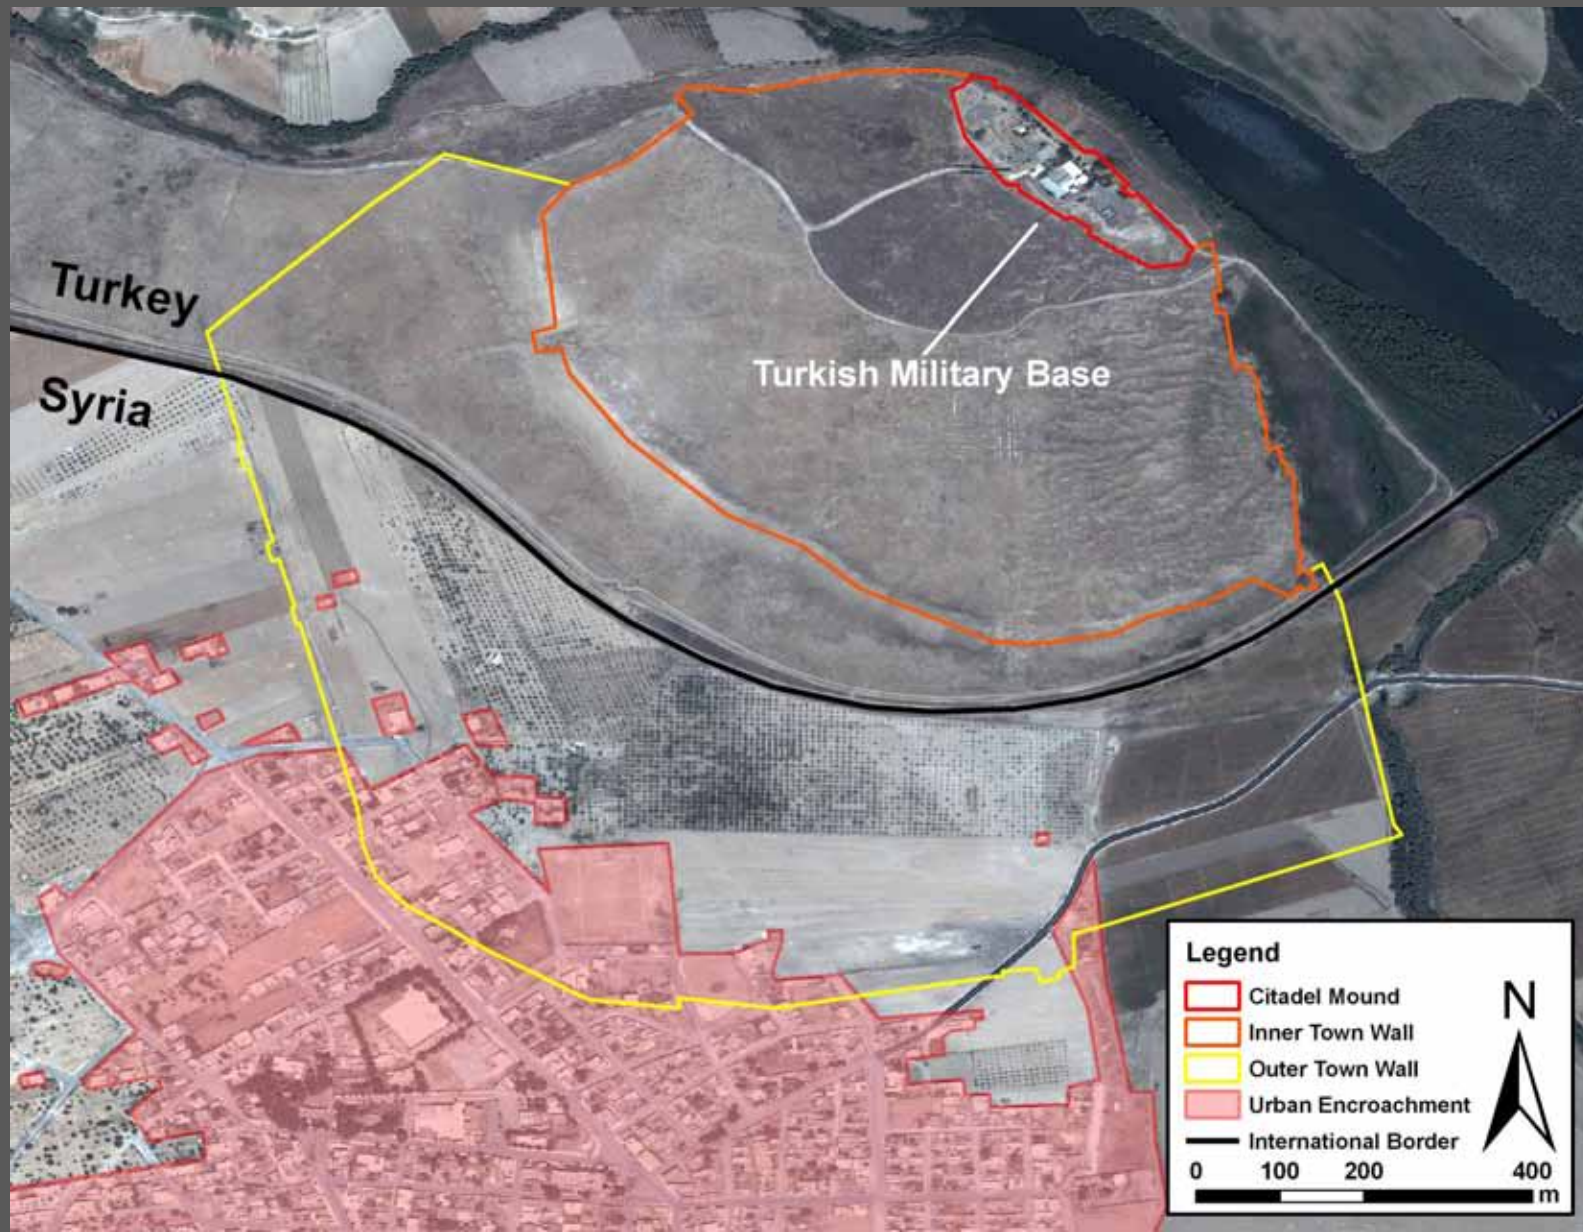 Turkey
Syria
Turkish Military Base
Legend
Citadel Mound
Inner Town Wall
Outer Town Wall
Urban Encroachment
International Border
N
0 100 200 400
m